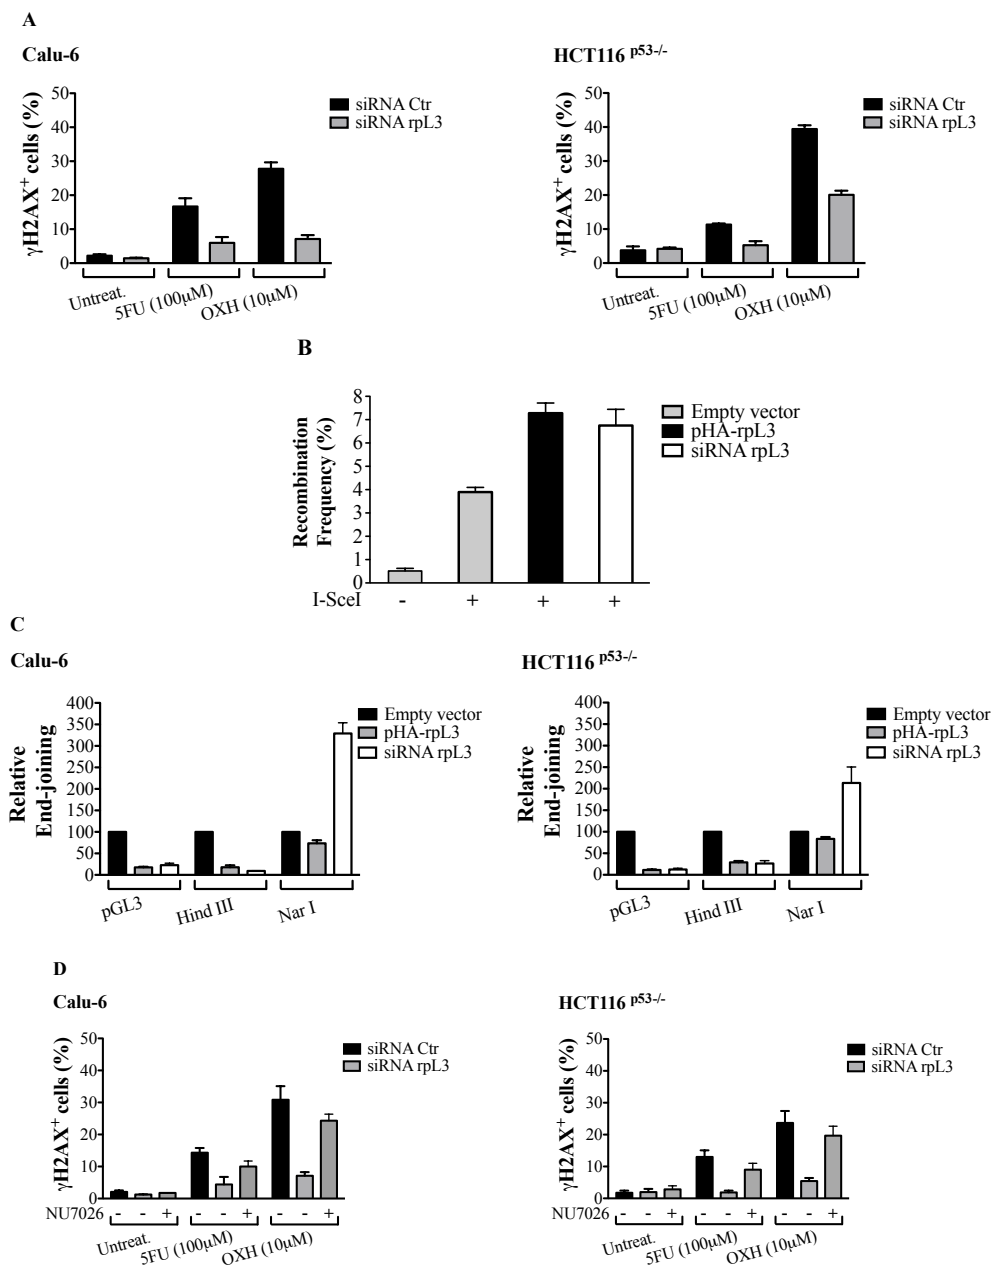 A
Calu-6
HCT116 p53-/-
γH2AX+ cells (%)
50
40
30
20
10
0
siRNA Ctr
siRNA rpL3
Untreat.
5FU (100μM)
OXH (10μM)
γH2AX+ cells (%)
50
40
30
20
10
0
siRNA Ctr
siRNA rpL3
Untreat.
5FU (100μM)
OXH (10μM)
B
Recombination
Frequency (%)
8
7
6
5
4
3
2
1
0
Empty vector
pHA-rpL3
siRNA rpL3
I-SceI - + + +
C
Calu-6
HCT116 p53-/-
Relative
End-joining
400
350
300
250
200
150
100
50
0
Empty vector
pHA-rpL3
siRNA rpL3
pGL3
Hind III
Nar I
Relative
End-joining
400
350
300
250
200
150
100
50
0
Empty vector
pHA-rpL3
siRNA rpL3
pGL3
Hind III
Nar I
D
Calu-6
HCT116 p53-/-
γH2AX+ cells (%)
50
40
30
20
10
0
siRNA Ctr
siRNA rpL3
NU7026 - - + - - + - - +
Untreat.
5FU (100μM)
OXH (10μM)
γH2AX+ cells (%)
50
40
30
20
10
0
siRNA Ctr
siRNA rpL3
NU7026 - - + - - + - - +
Untreat.
5FU (100μM)
OXH (10μM)